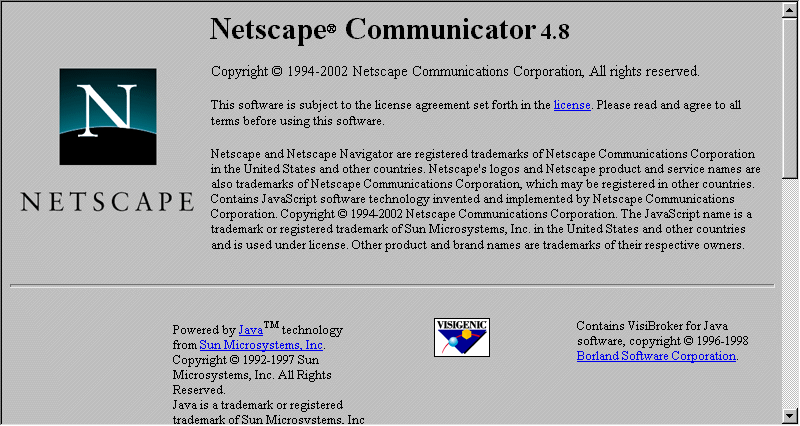 Netscape® Communicator 4.8
Copyright © 1994-2002 Netscape Communications Corporation, All rights reserved.
This software is subject to the license agreement set forth in the license. Please read and agree to all
terms before using this software.
N
NETSCAPE
Netscape and Netscape Navigator are registered trademarks of Netscape Communications Corporation
in the United States and other countries. Netscape's logos and Netscape product and service names are
also trademarks of Netscape Communications Corporation, which may be registered in other countries.
Contains JavaScript software technology invented and implemented by Netscape Communications
Corporation. Copyright © 1994-2002 Netscape Communications Corporation. The JavaScript name is a
trademark or registered trademark of Sun Microsystems, Inc. in the United States and other countries
and is used under license. Other product and brand names are trademarks of their respective owners.
Powered by Java™ technology
from Sun Microsystems, Inc.
Copyright © 1992-1997 Sun
Microsystems, Inc. All Rights
Reserved.
Java is a trademark or registered
trademark of Sun Microsystems, Inc
VISIGENIC
Contains VisiBroker for Java
software, copyright © 1996-1998
Borland Software Corporation.